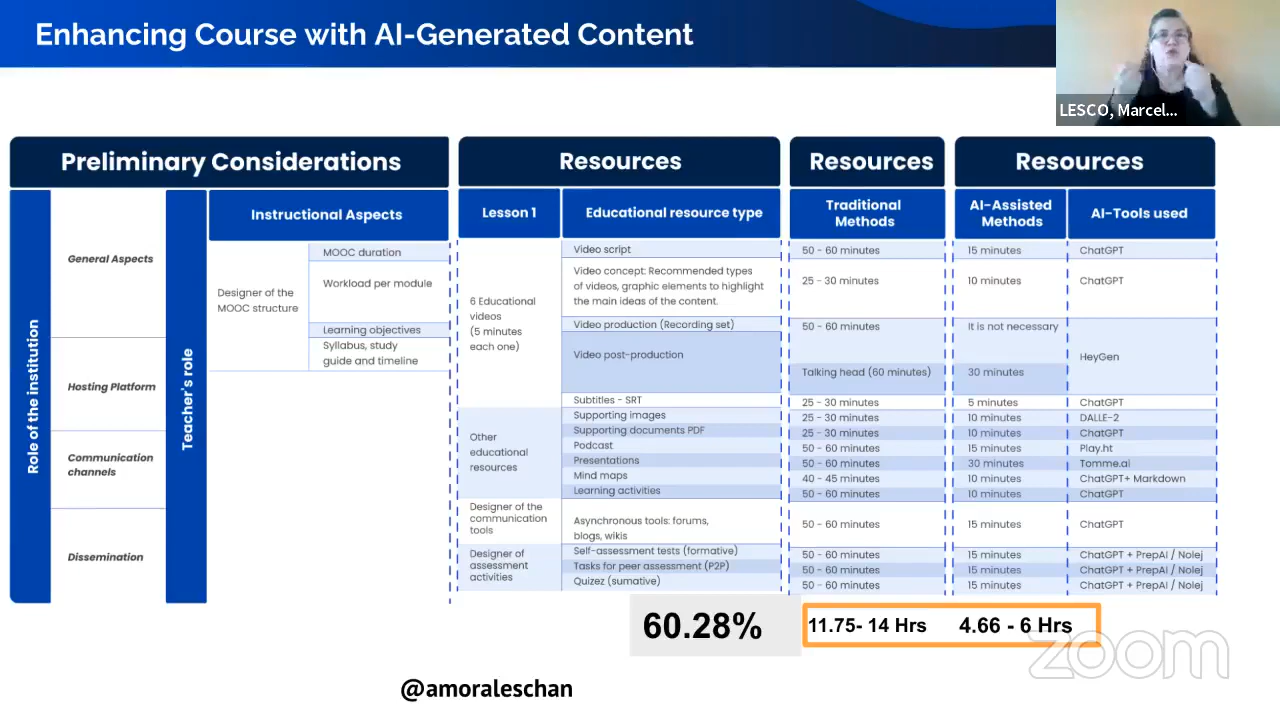 Enhancing Course with AI-Generated Content
LESCO, Marcel...
Preliminary Considerations
Role of the institution
General Aspects
Hosting Platform
Communication
channels
Dissemination
Teacher's role
Instructional Aspects
Designer of the
MOOC structure
MOOC duration
Workload per module
Learning objectives
Syllabus, study
guide and timeline
Resources
Lesson 1
Educational resource type
6 Educational
videos
(5 minutes
each one)
Video script
Video concept: Recommended types
of videos, graphic elements to highlight
the main ideas of the content.
Video production (Recording set)
Video post-production
Subtitles - SRT
Other
educational
resources
Supporting images
Supporting documents PDF
Podcast
Presentations
Mind maps
Learning activities
Designer of the
communication
tools
Asynchronous tools: forums,
blogs, wikis
Designer of
assessment
activities
Self-assessment tests (formative)
Tasks for peer assessment (P2P)
Quizez (sumative)
Resources
Traditional
Methods
50 - 60 minutes
25 - 30 minutes
50 - 60 minutes
Talking head (60 minutes)
25 - 30 minutes
25 - 30 minutes
25 - 30 minutes
50 - 60 minutes
50 - 60 minutes
40 - 45 minutes
50 - 60 minutes
50 - 60 minutes
50 - 60 minutes
50 - 60 minutes
50 - 60 minutes
Resources
AI-Assisted
Methods
15 minutes
10 minutes
It is not necessary
30 minutes
5 minutes
10 minutes
10 minutes
15 minutes
30 minutes
10 minutes
10 minutes
15 minutes
15 minutes
15 minutes
15 minutes
AI-Tools used
ChatGPT
ChatGPT
HeyGen
ChatGPT
DALLE-2
ChatGPT
Play.ht
Tomme.ai
ChatGPT+ Markdown
ChatGPT
ChatGPT
ChatGPT + PrepAI / Nolej
ChatGPT + PrepAI / Nolej
ChatGPT + PrepAI / Nolej
60.28%
11.75- 14 Hrs
4.66 - 6 Hrs
zoom
@amoraleschan